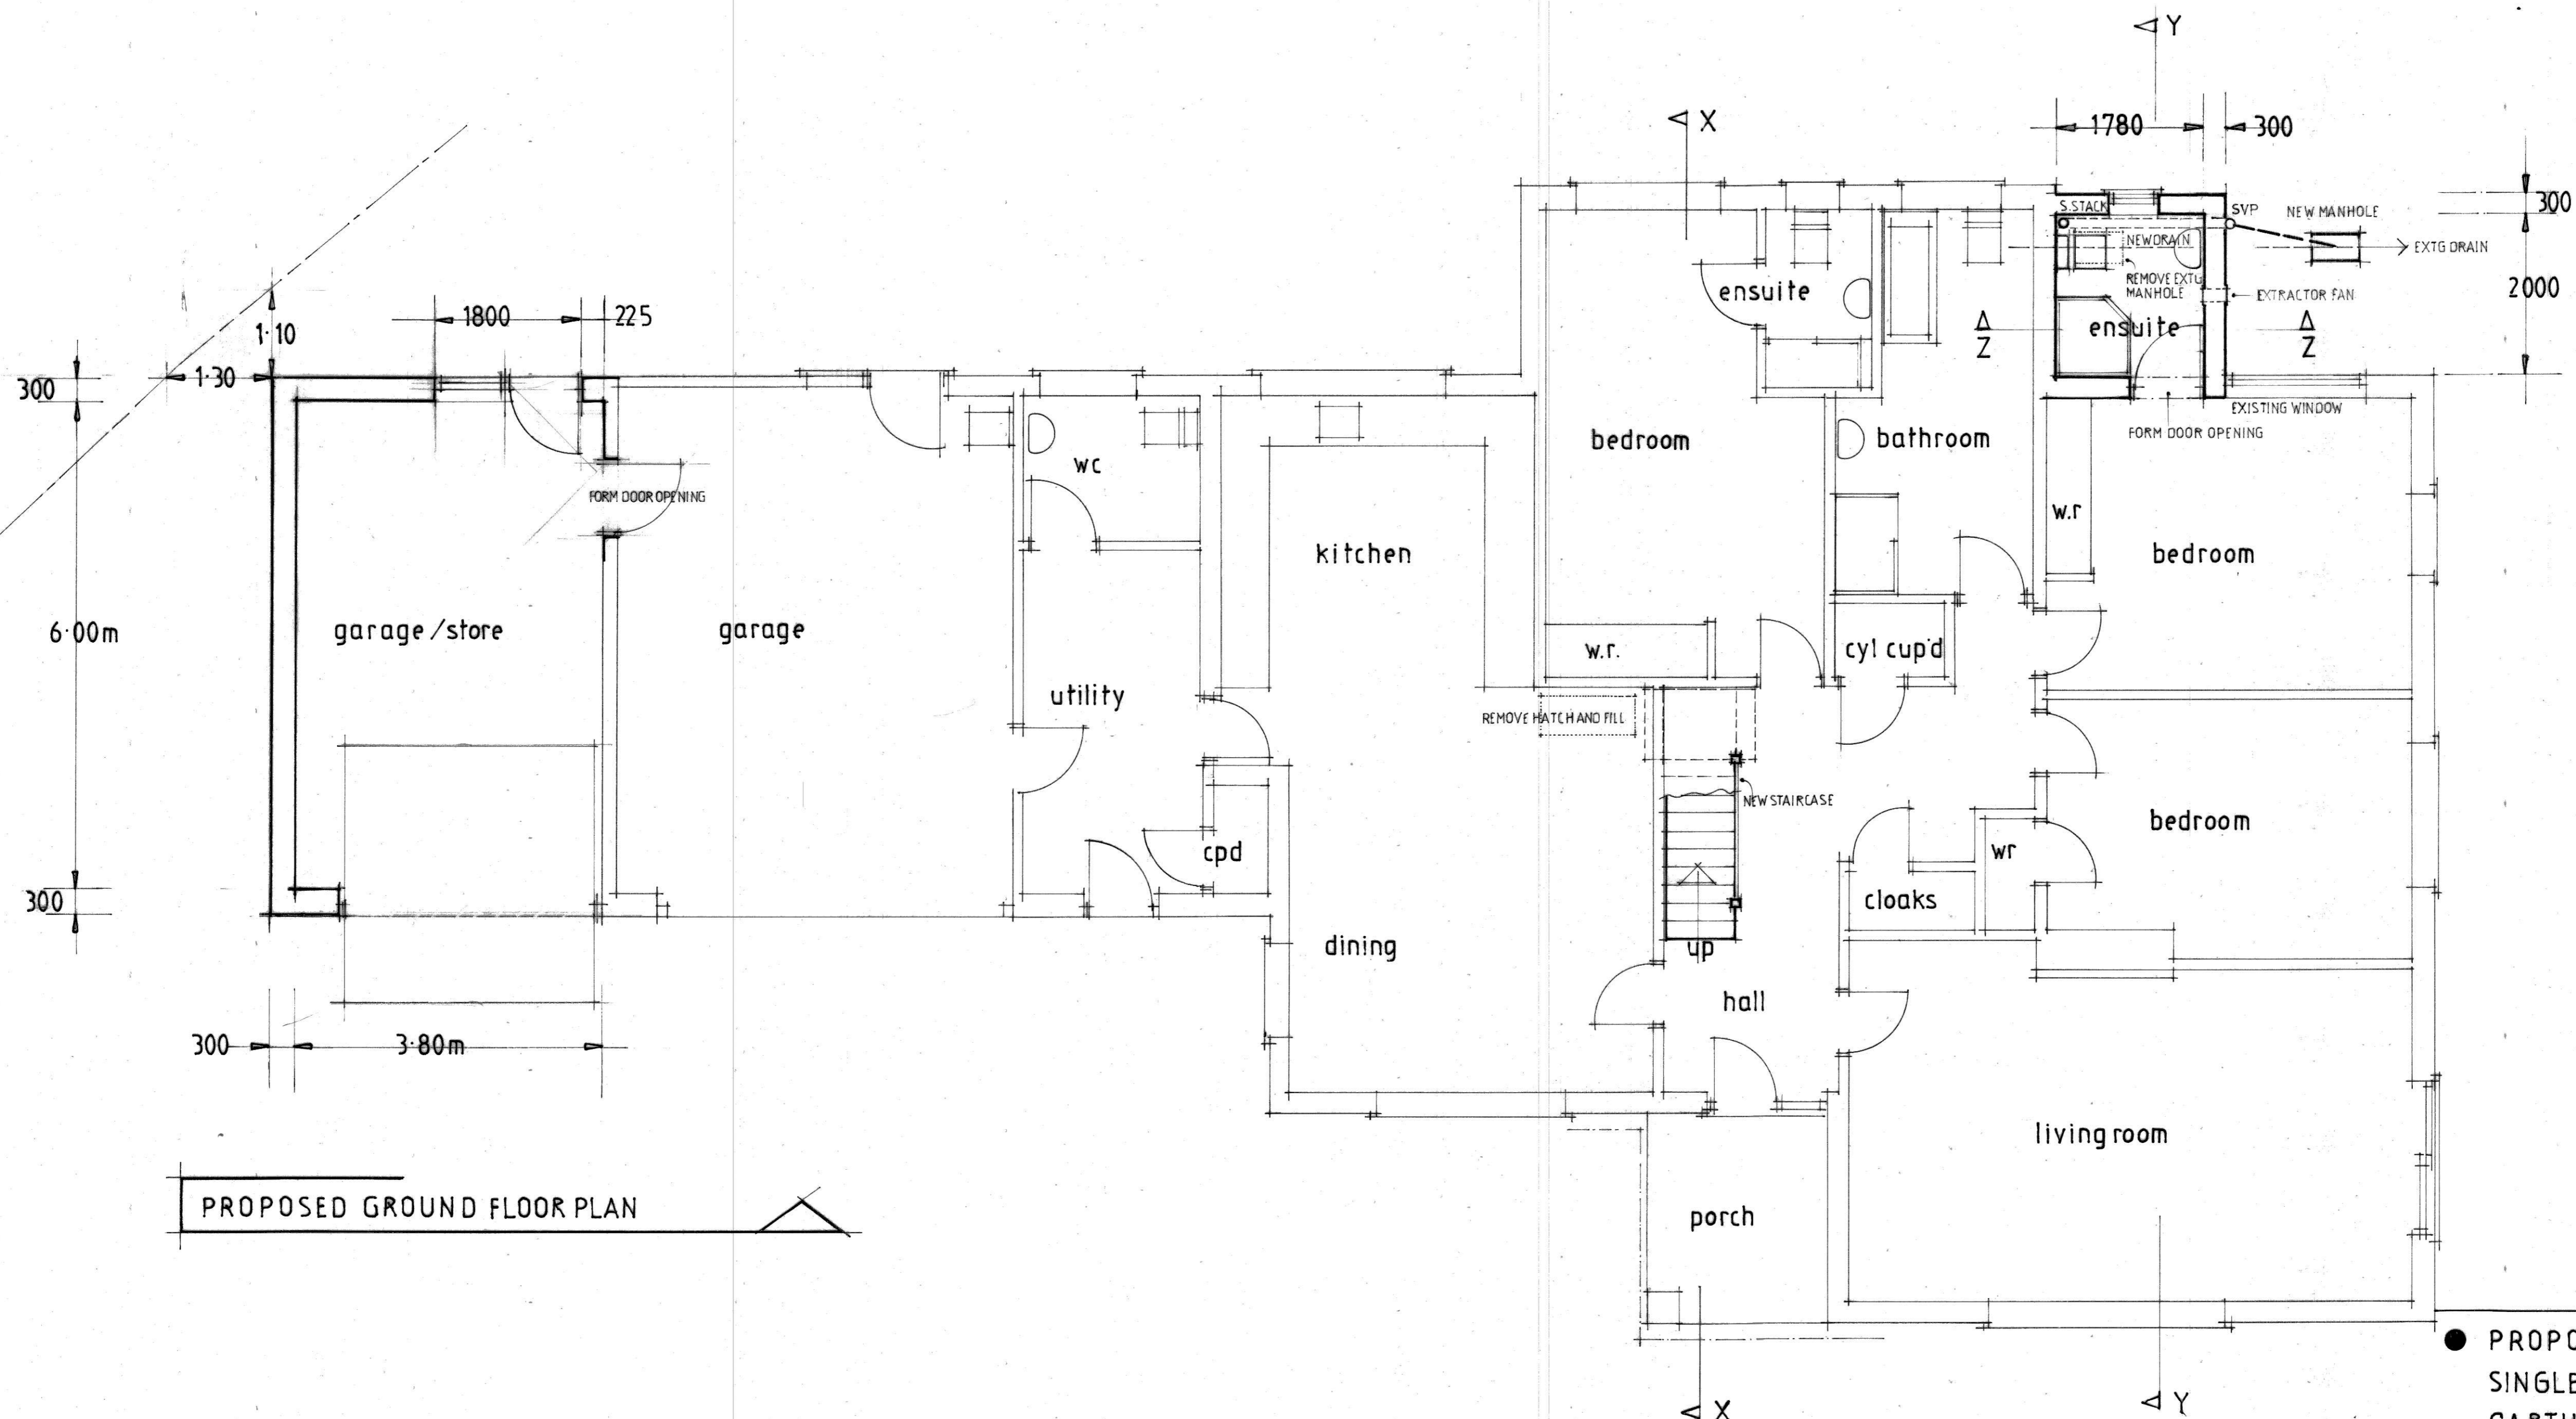 Y
X
1780
300
S.STACK
SVP
NEW MANHOLE
300
NEW DRAIN
EXTG DRAIN
REMOVE EXTG
MANHOLE
EXTRACTOR FAN
2000
ensuite
ensuite
Z
Z
1800
225
1·10
1·30
300
EXISTING WINDOW
FORM DOOR OPENING
bedroom
bathroom
wc
FORM DOOR OPENING
w.r
kitchen
bedroom
6·00m
garage/store
garage
w.r.
cyl cup'd
utility
REMOVE HATCH AND FILL
NEW STAIRCASE
bedroom
cpd
wr
300
cloaks
up
dining
hall
300
3·80m
living room
PROPOSED GROUND FLOOR PLAN
porch
● PROPO
SINGLE
X
Y